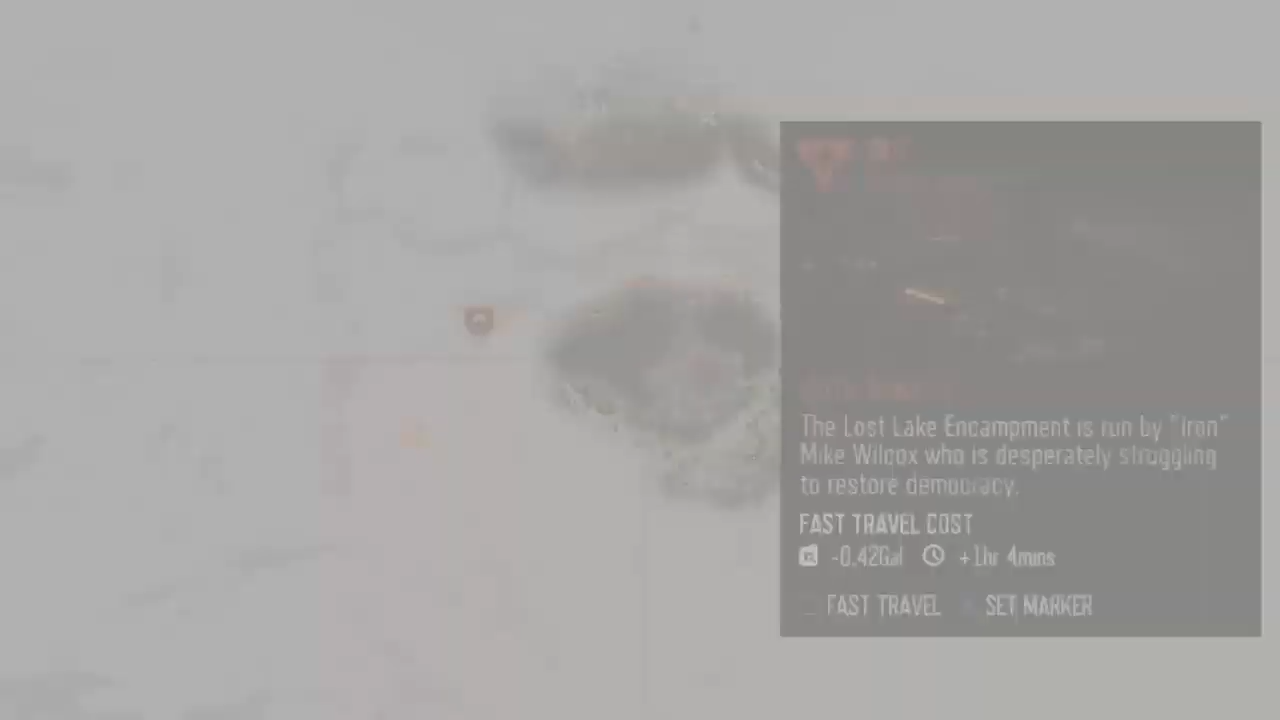 The Lost Lake Encampment is run by "Iron"
Mike Wilcox who is desperately struggling
to restore democracy.
FAST TRAVEL COST
-0.42Gal +1hr 4mins
FAST TRAVEL SET MARKER